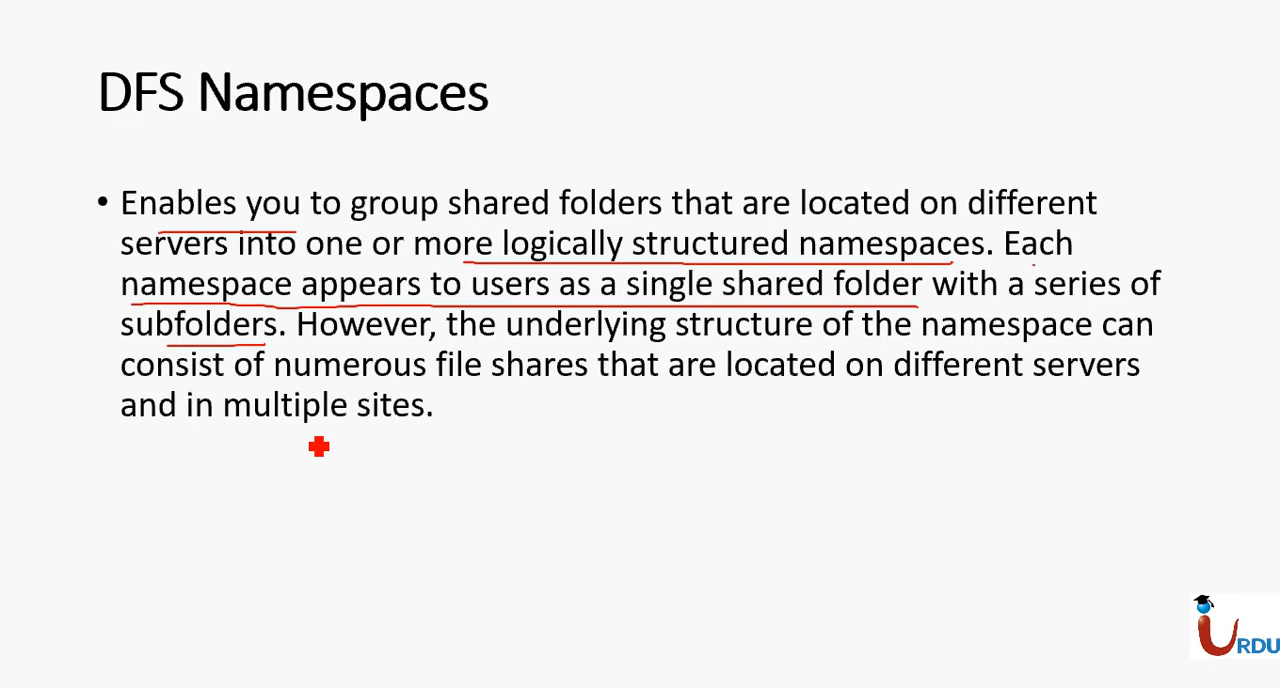 DFS Namespaces
• Enables you to group shared folders that are located on different
servers into one or more logically structured namespaces. Each
namespace appears to users as a single shared folder with a series of
subfolders. However, the underlying structure of the namespace can
consist of numerous file shares that are located on different servers
and in multiple sites.
iURDU